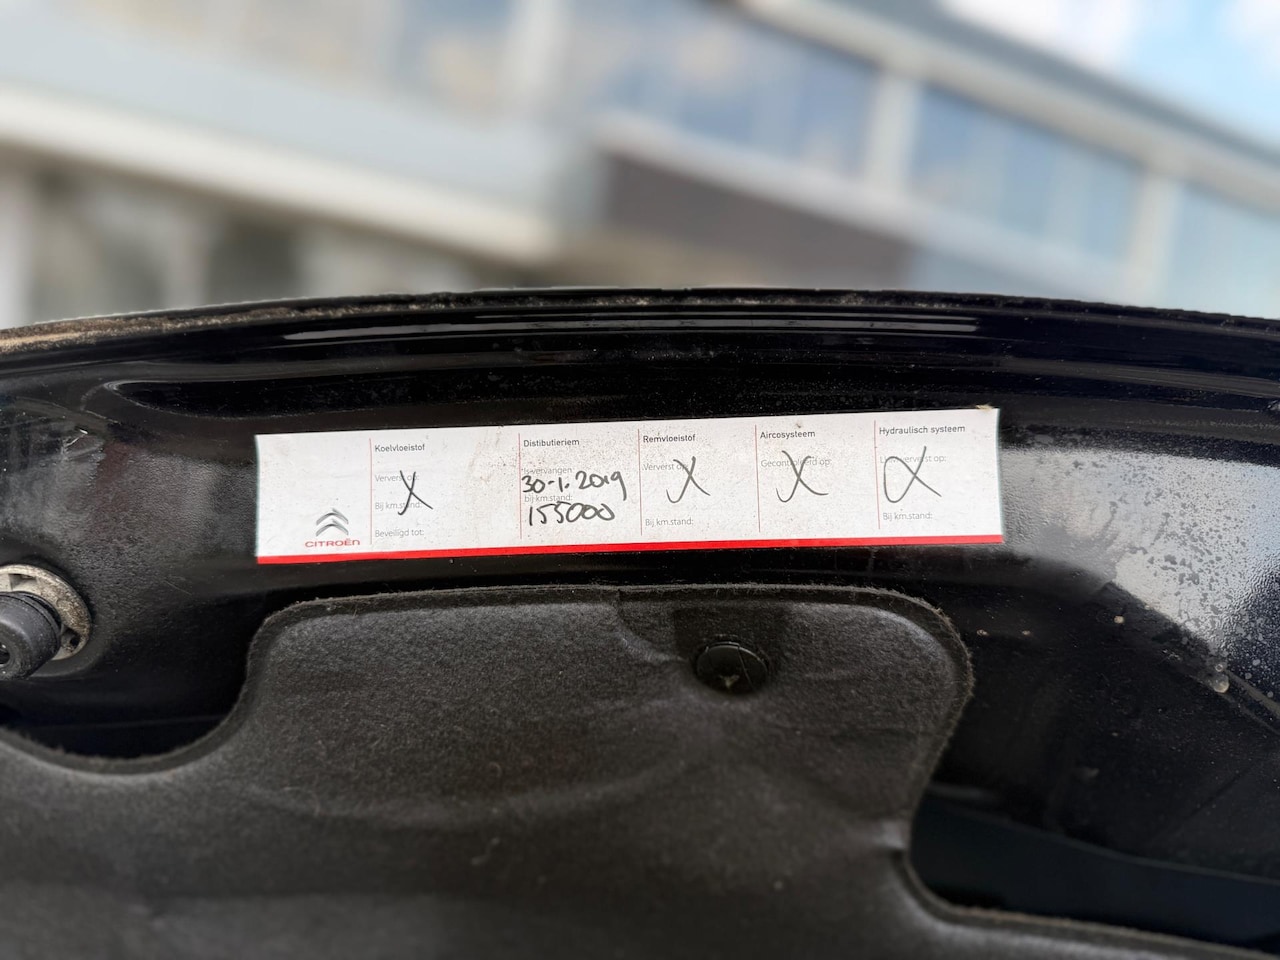 CITROËN
Koelvloeistof
Ververst op:
X
Bij km.stand:
Beveiligd tot:
Distributieriem
Is vervangen:
30-1.2019
bij km.stand:
155000
Remvloeistof
Ververst op:
X
Bij km.stand:
Aircosysteem
Gecontroleerd op:
X
Hydraulisch systeem
ververst op:
X
Bij km.stand: